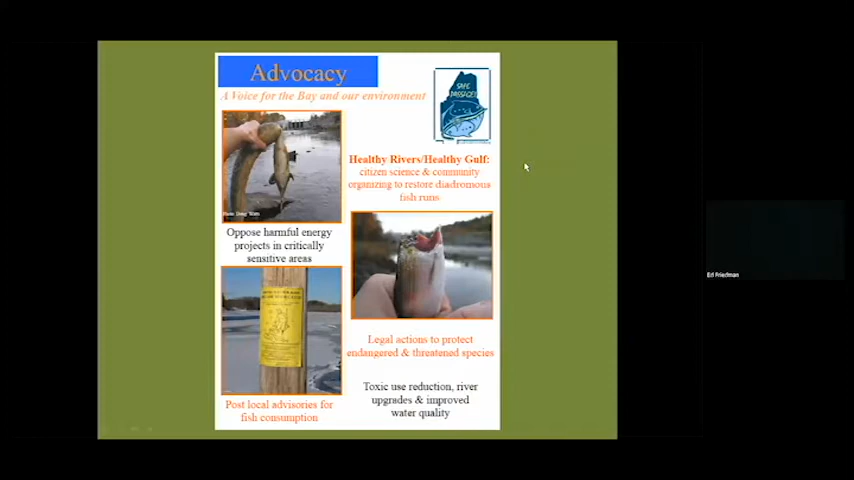 Advocacy
A Voice for the Bay and our environment
SAFE
PASSAGES
Healthy Rivers/Healthy Gulf:
citizen science & community
organizing to restore diadromous
fish runs
Oppose harmful energy
projects in critically
sensitive areas
Legal actions to protect
endangered & threatened species
Toxic use reduction, river
upgrades & improved
water quality
Post local advisories for
fish consumption
Ed Friedman